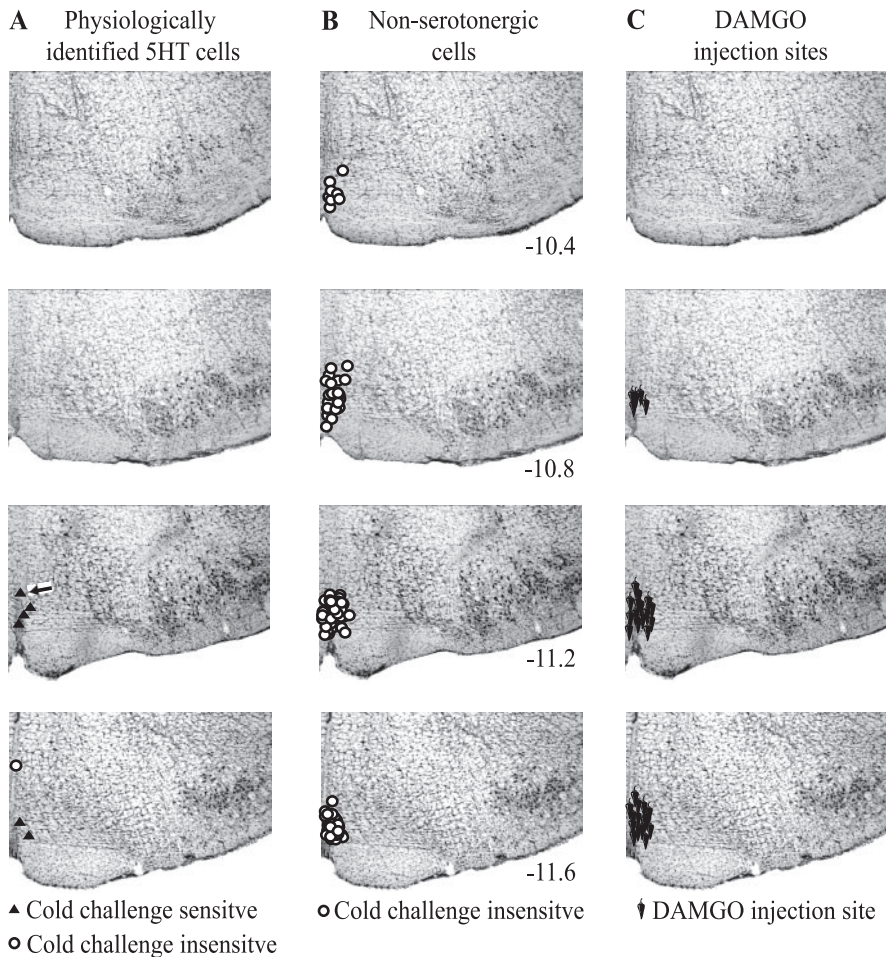 A Physiologically identified 5HT cells
B Non-serotonergic cells
C DAMGO injection sites
-10.4
-10.8
-11.2
-11.6
Cold challenge sensitve
Cold challenge insensitve
Cold challenge insensitve
DAMGO injection site